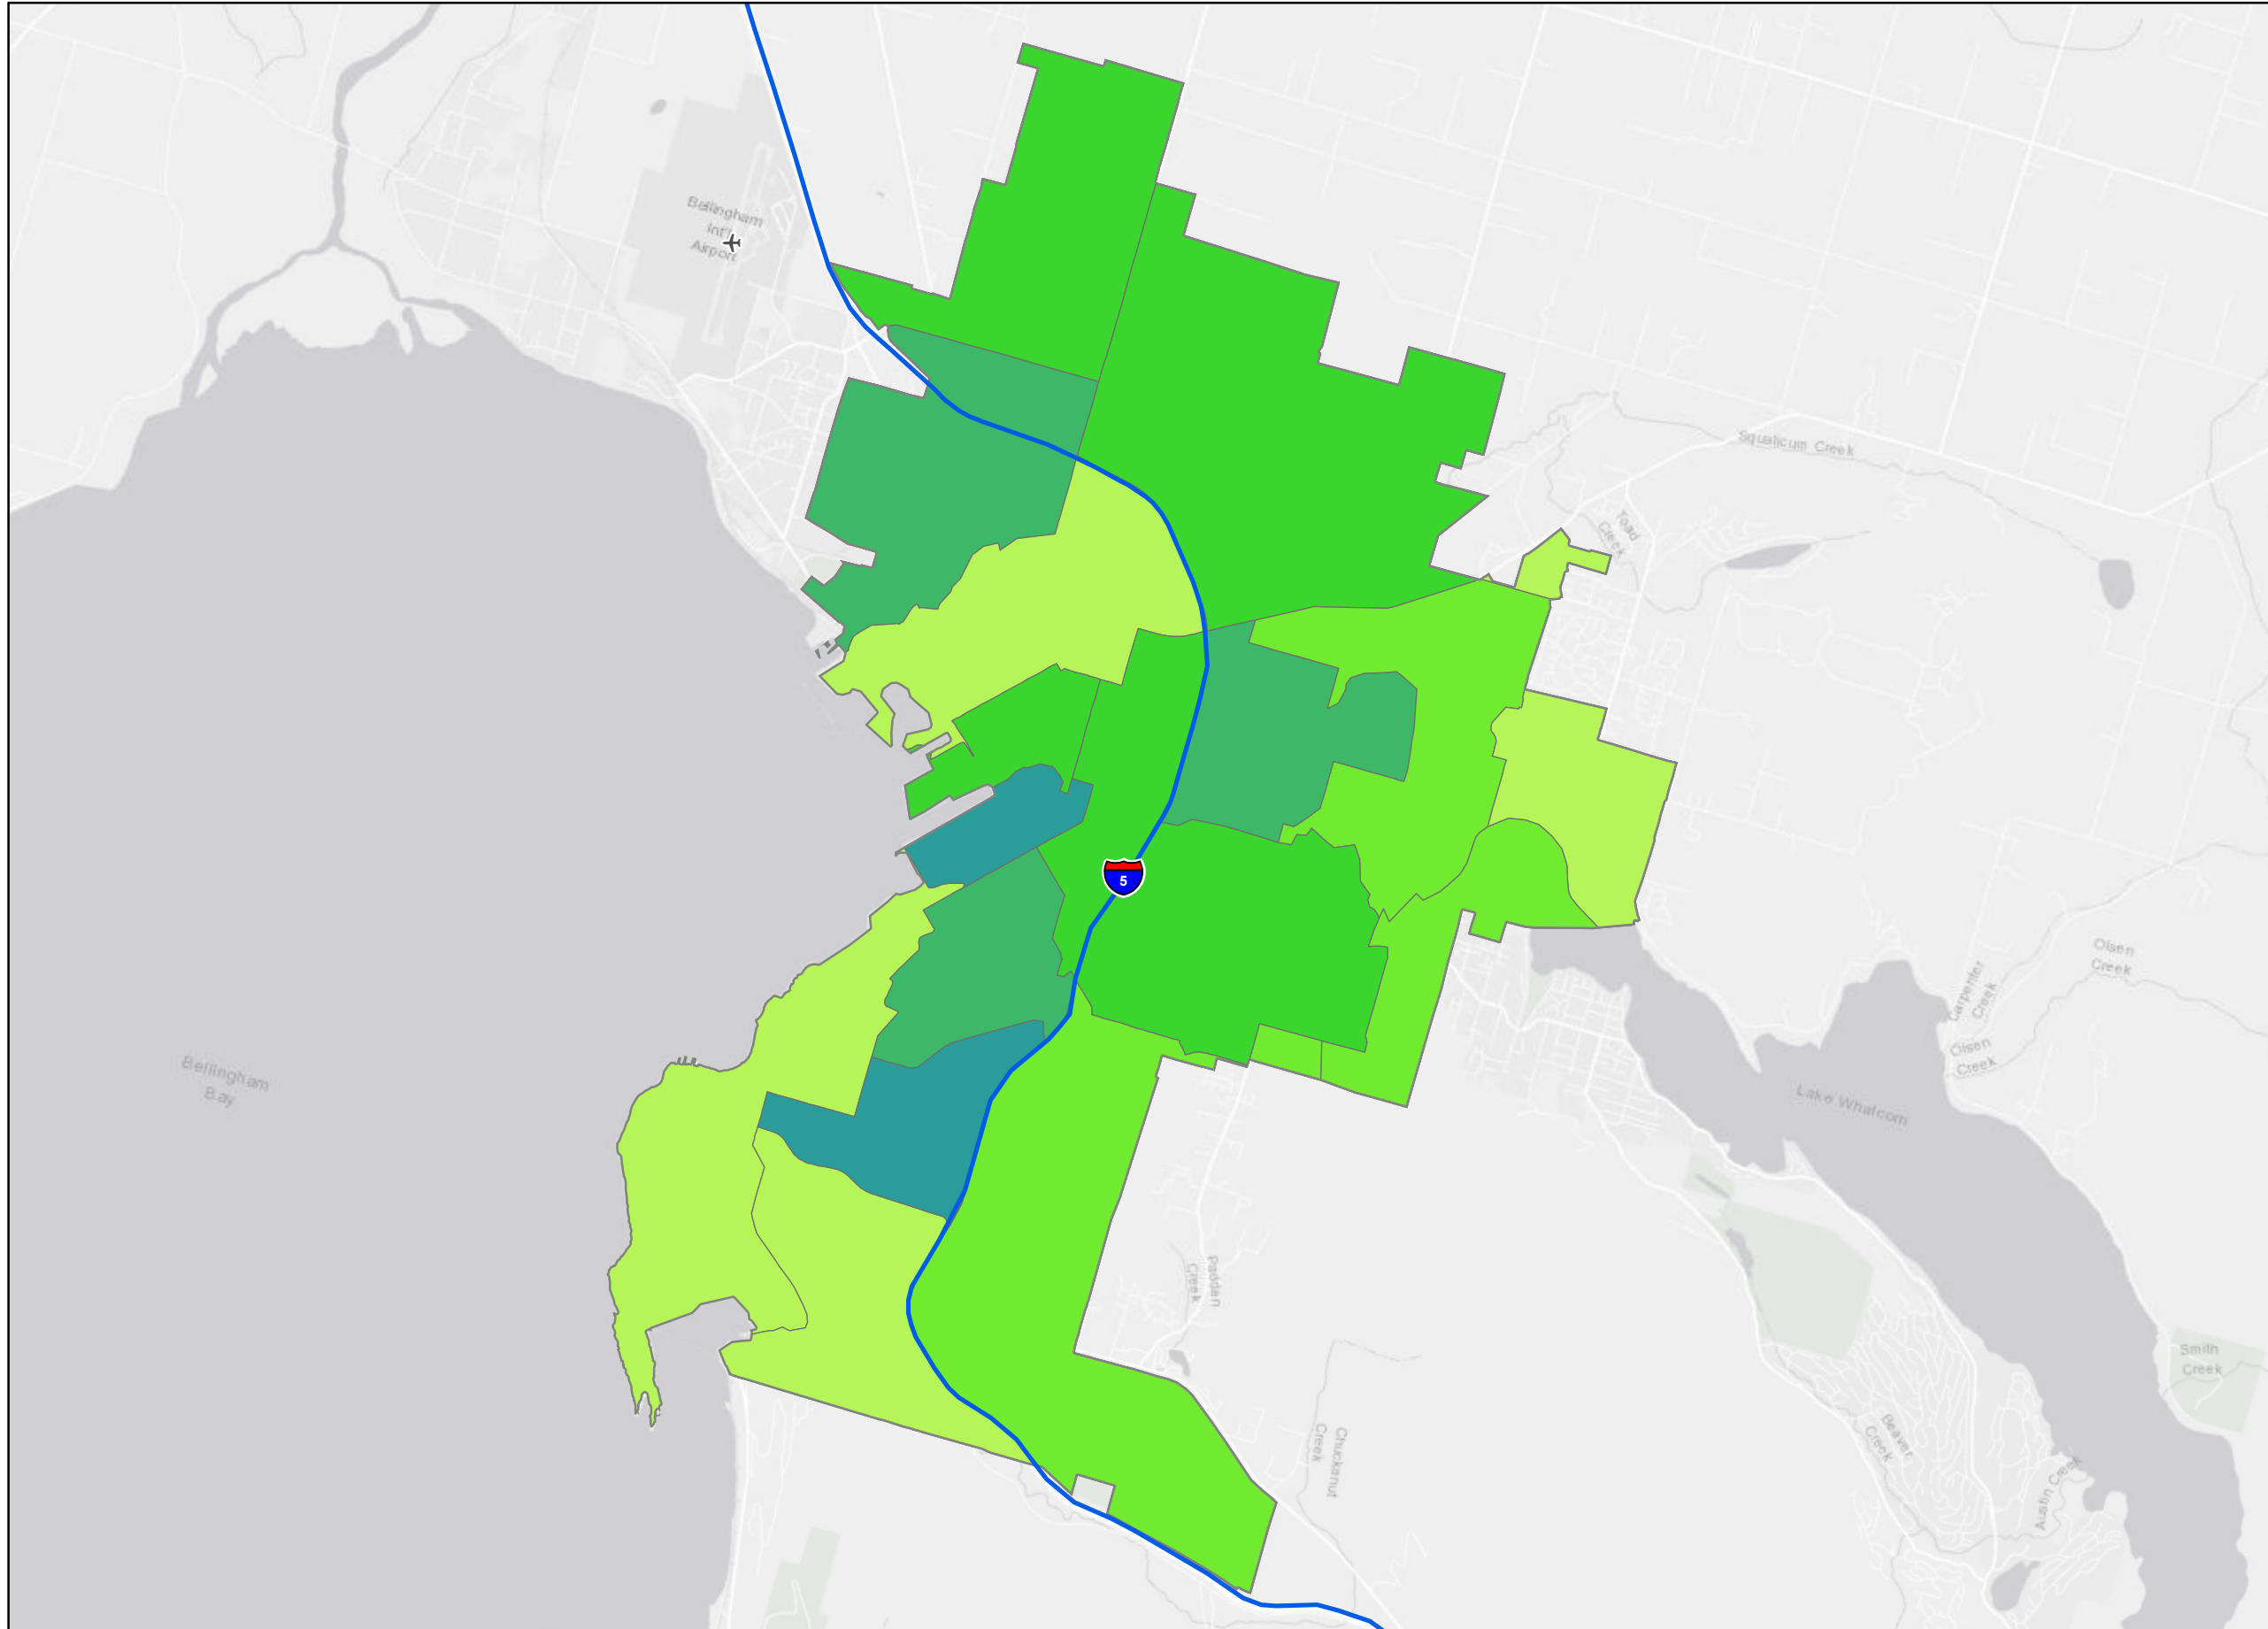 Bellingham
Int'l
Airport
Squalicum Creek
Toad
Creek
5
Olsen
Creek
Carpenter
Creek
Olsen
Creek
Bellingham
Bay
Lake Whatcom
Padden
Creek
Smith
Creek
Chuckanut
Creek
Beaver
Creek
Austin Creek